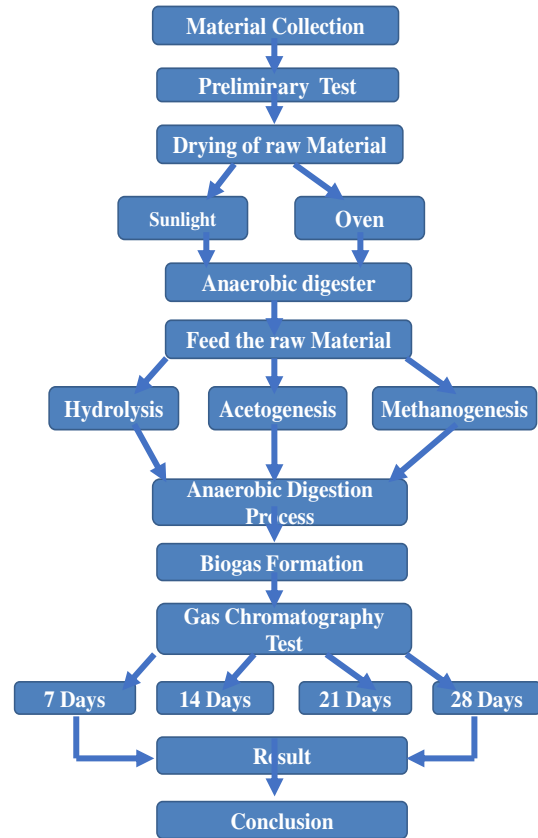 Material Collection
Preliminary Test
Drying of raw Material
Sunlight
Oven
Anaerobic digester
Feed the raw Material
Hydrolysis
Acetogenesis
Methanogenesis
Anaerobic Digestion
Process
Biogas Formation
Gas Chromatography
Test
7 Days
14 Days
21 Days
28 Days
Result
Conclusion